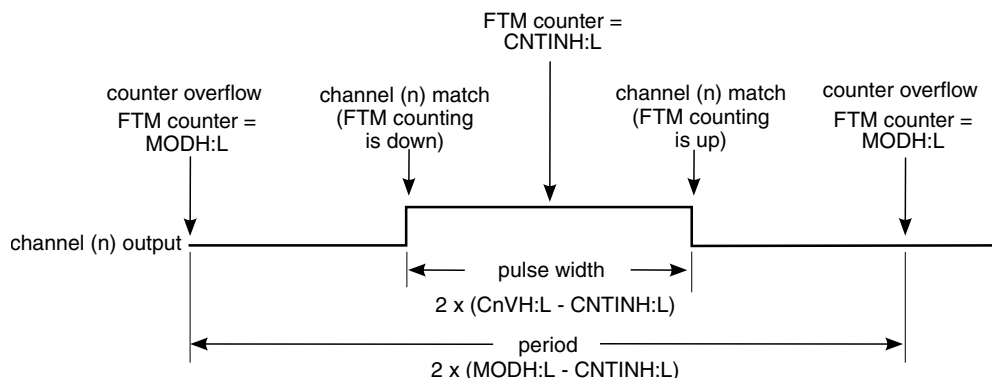 FTM counter =
CNTINH:L
counter overflow
FTM counter =
MODH:L
channel (n) match
(FTM counting
is down)
channel (n) match
(FTM counting
is up)
counter overflow
FTM counter =
MODH:L
channel (n) output
pulse width
2 x (CnVH:L - CNTINH:L)
period
2 x (MODH:L - CNTINH:L)